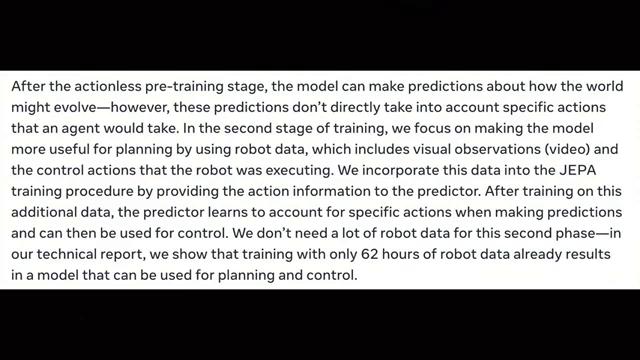 After the actionless pre-training stage, the model can make predictions about how the world
might evolve—however, these predictions don’t directly take into account specific actions
that an agent would take. In the second stage of training, we focus on making the model
more useful for planning by using robot data, which includes visual observations (video) and
the control actions that the robot was executing. We incorporate this data into the JEPA
training procedure by providing the action information to the predictor. After training on this
additional data, the predictor learns to account for specific actions when making predictions
and can then be used for control. We don’t need a lot of robot data for this second phase—in
our technical report, we show that training with only 62 hours of robot data already results
in a model that can be used for planning and control.